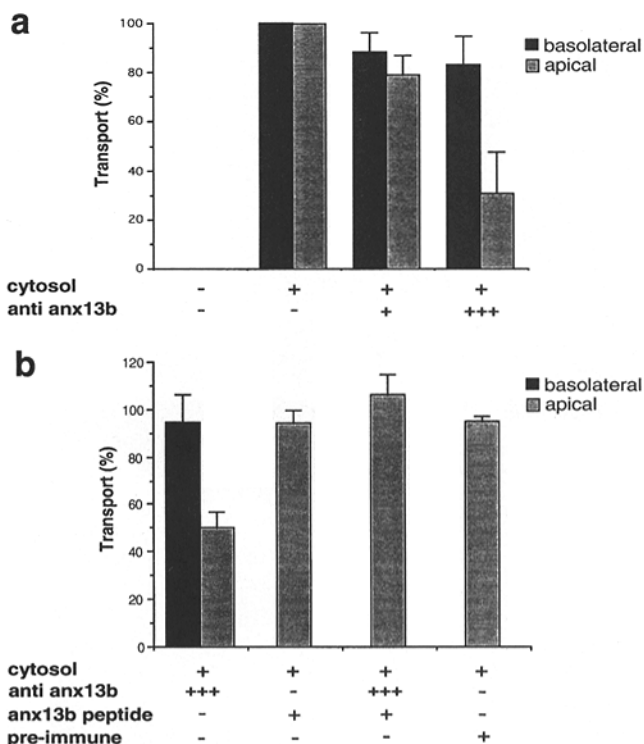 a
100
80
60
40
20
0
Transport (%)
basolateral
apical
cytosol - + + +
anti anx13b - - + +++
b
120
100
80
60
40
20
0
Transport (%)
basolateral
apical
cytosol + + + +
anti anx13b +++ - +++ -
anx13b peptide - + + -
pre-immune - - - +